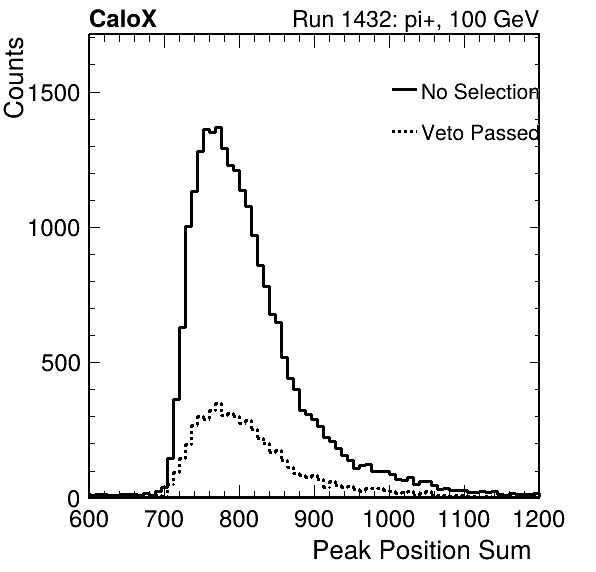 CaloX Run 1432: pi+, 100 GeV
Counts
No Selection
Veto Passed
1500
1000
500
0
600 700 800 900 1000 1100 1200
Peak Position Sum